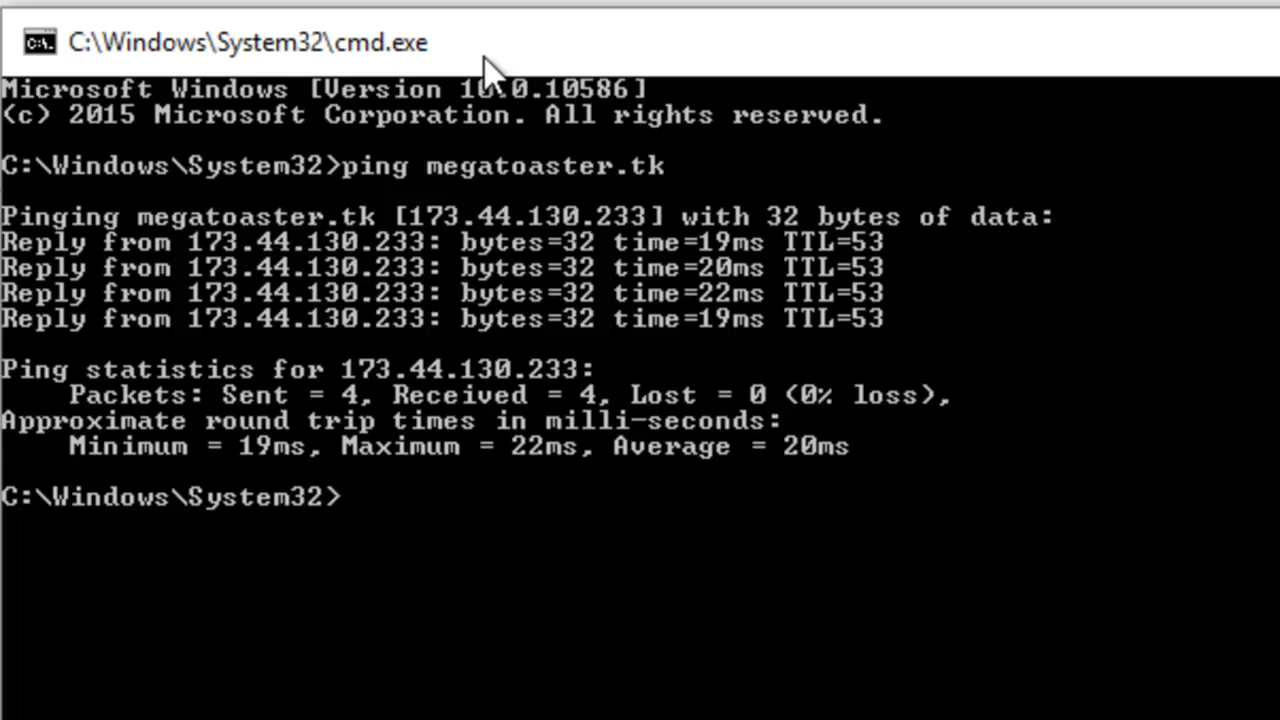 C:\Windows\System32\cmd.exe
Microsoft Windows [Version 10.0.10586]
(c) 2015 Microsoft Corporation. All rights reserved.
C:\Windows\System32>ping megatoaster.tk
Pinging megatoaster.tk [173.44.130.233] with 32 bytes of data:
Reply from 173.44.130.233: bytes=32 time=19ms TTL=53
Reply from 173.44.130.233: bytes=32 time=20ms TTL=53
Reply from 173.44.130.233: bytes=32 time=22ms TTL=53
Reply from 173.44.130.233: bytes=32 time=19ms TTL=53
Ping statistics for 173.44.130.233:
Packets: Sent = 4, Received = 4, Lost = 0 (0% loss),
Approximate round trip times in milli-seconds:
Minimum = 19ms, Maximum = 22ms, Average = 20ms
C:\Windows\System32>